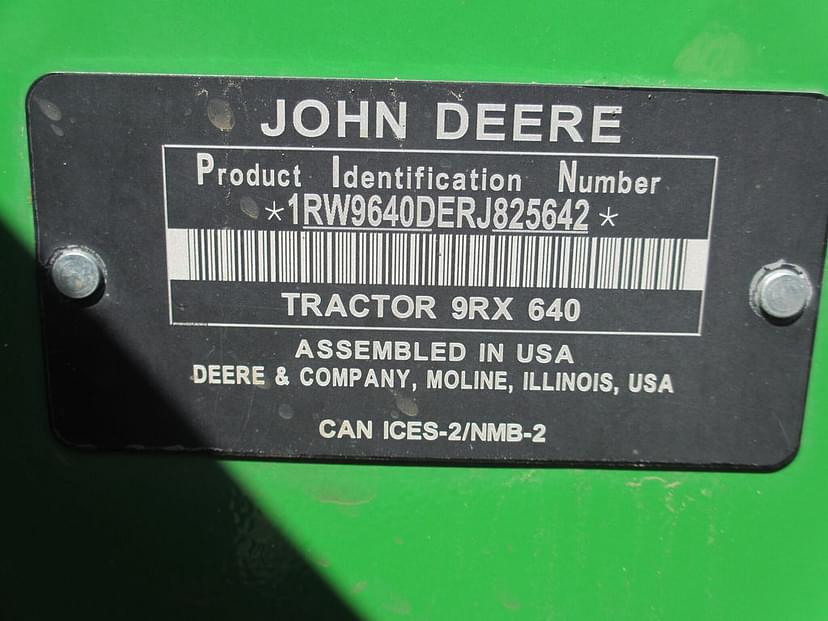 JOHN DEERE
Product Identification Number
*1RW9640DERJ825642*
TRACTOR 9RX 640
ASSEMBLED IN USA
DEERE & COMPANY, MOLINE, ILLINOIS, USA
CAN ICES-2/NMB-2